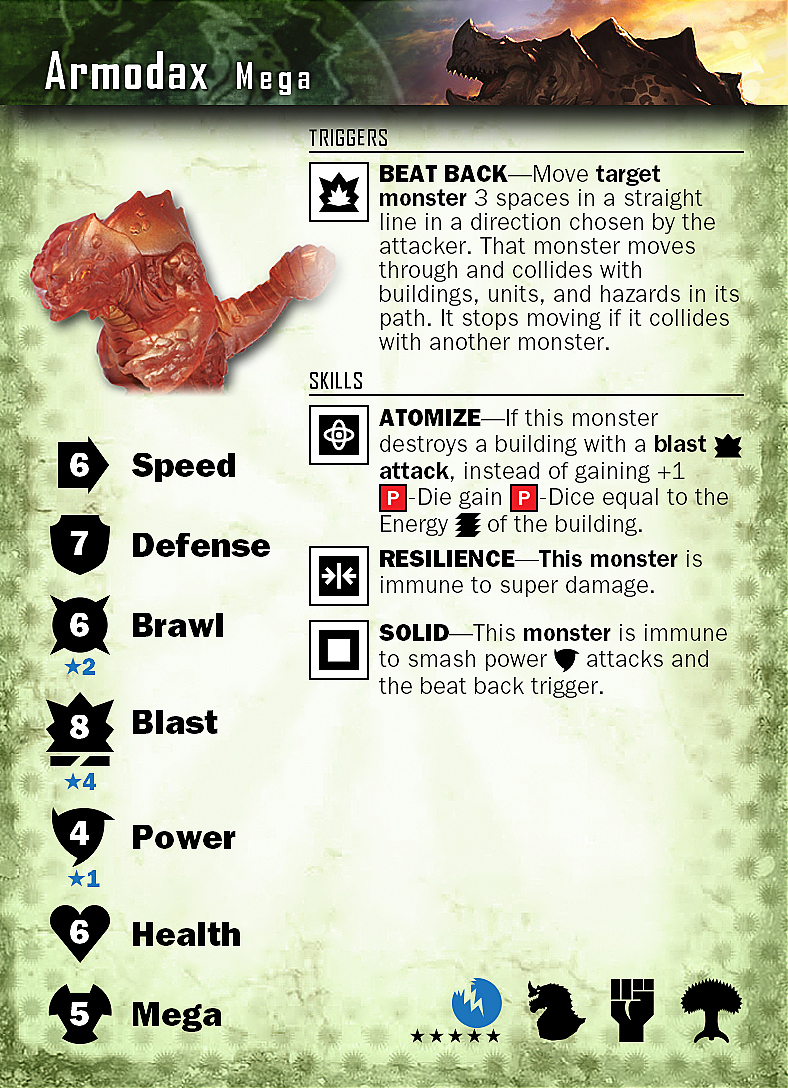 Armodax Mega
TRIGGERS
BEAT BACK—Move target
monster 3 spaces in a straight
line in a direction chosen by the
attacker. That monster moves
through and collides with
buildings, units, and hazards in its
path. It stops moving if it collides
with another monster.
SKILLS
ATOMIZE—If this monster
destroys a building with a blast
attack, instead of gaining +1
P-Die gain P-Dice equal to the
Energy of the building.
RESILIENCE—This monster is
immune to super damage.
SOLID—This monster is immune
to smash power attacks and
the beat back trigger.
6 Speed
7 Defense
6 Brawl
★2
8 Blast
★4
4 Power
★1
6 Health
5 Mega
★★★★★